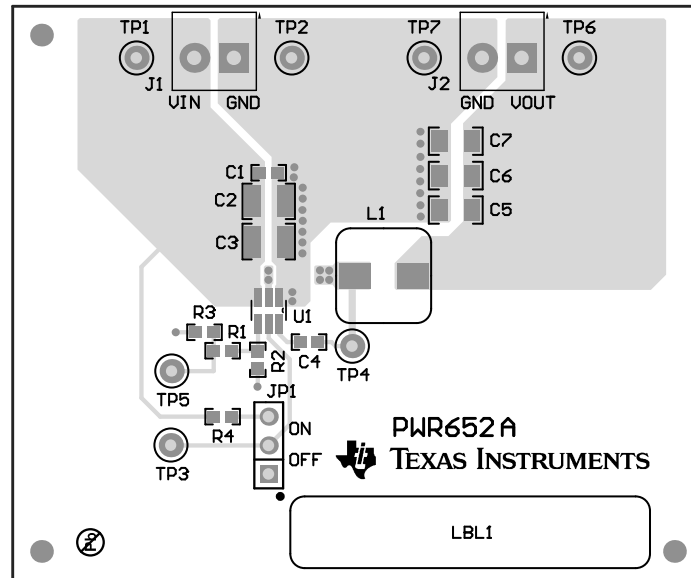 TP1
TP2
TP7
TP6
J1
VIN
GND
J2
GND
VOUT
C1
C7
C2
C6
C5
L1
C3
R3
R1
U1
R2
C4
TP4
TP5
JP1
R4
ON
OFF
TP3
PWR652A
TEXAS INSTRUMENTS
LBL1
Pb